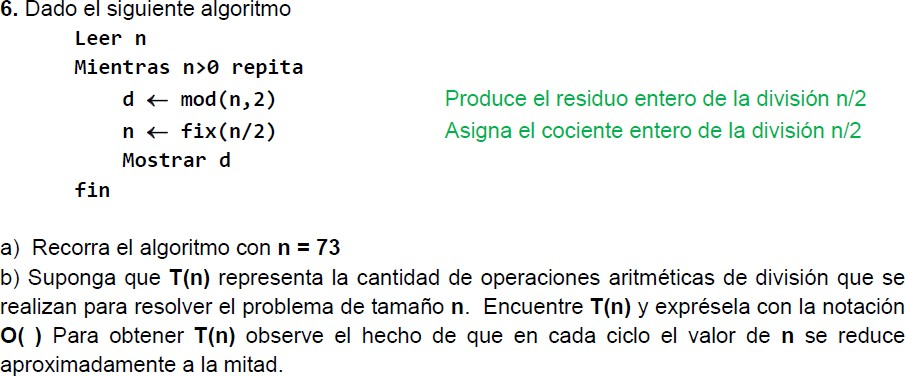 6. Dado el siguiente algoritmo
Leer n
Mientras n>0 repita
d ← mod(n,2) Produce el residuo entero de la división n/2
n ← fix(n/2) Asigna el cociente entero de la división n/2
Mostrar d
fin
a) Recorra el algoritmo con n = 73
b) Suponga que T(n) representa la cantidad de operaciones aritméticas de división que se
realizan para resolver el problema de tamaño n. Encuentre T(n) y exprésela con la notación
O( ) Para obtener T(n) observe el hecho de que en cada ciclo el valor de n se reduce
aproximadamente a la mitad.